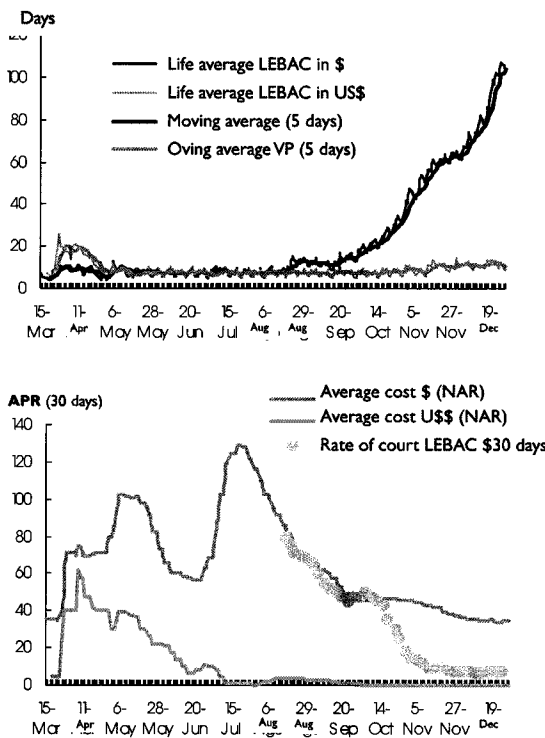 Days
120
Life average LEBAC in $
100
Life average LEBAC in US$
80
Moving average (5 days)
Oving average VP (5 days)
60
40
20
0
15- 11- 6- 28- 20- 15- 6- 29- 20- 14- 5- 27- 19-
Mar Apr May May Jun Jul Aug Aug Sep Oct Nov Nov Dec
APR (30 days)
Average cost $ (NAR)
Average cost U$$ (NAR)
Rate of court LEBAC $30 days
140
120
100
80
60
40
20
0
15- 11- 6- 28- 20- 15- 6- 29- 20- 14- 5- 27- 19-
Mar Apr May May Jun Jul Aug Aug Sep Oct Nov Nov Dec